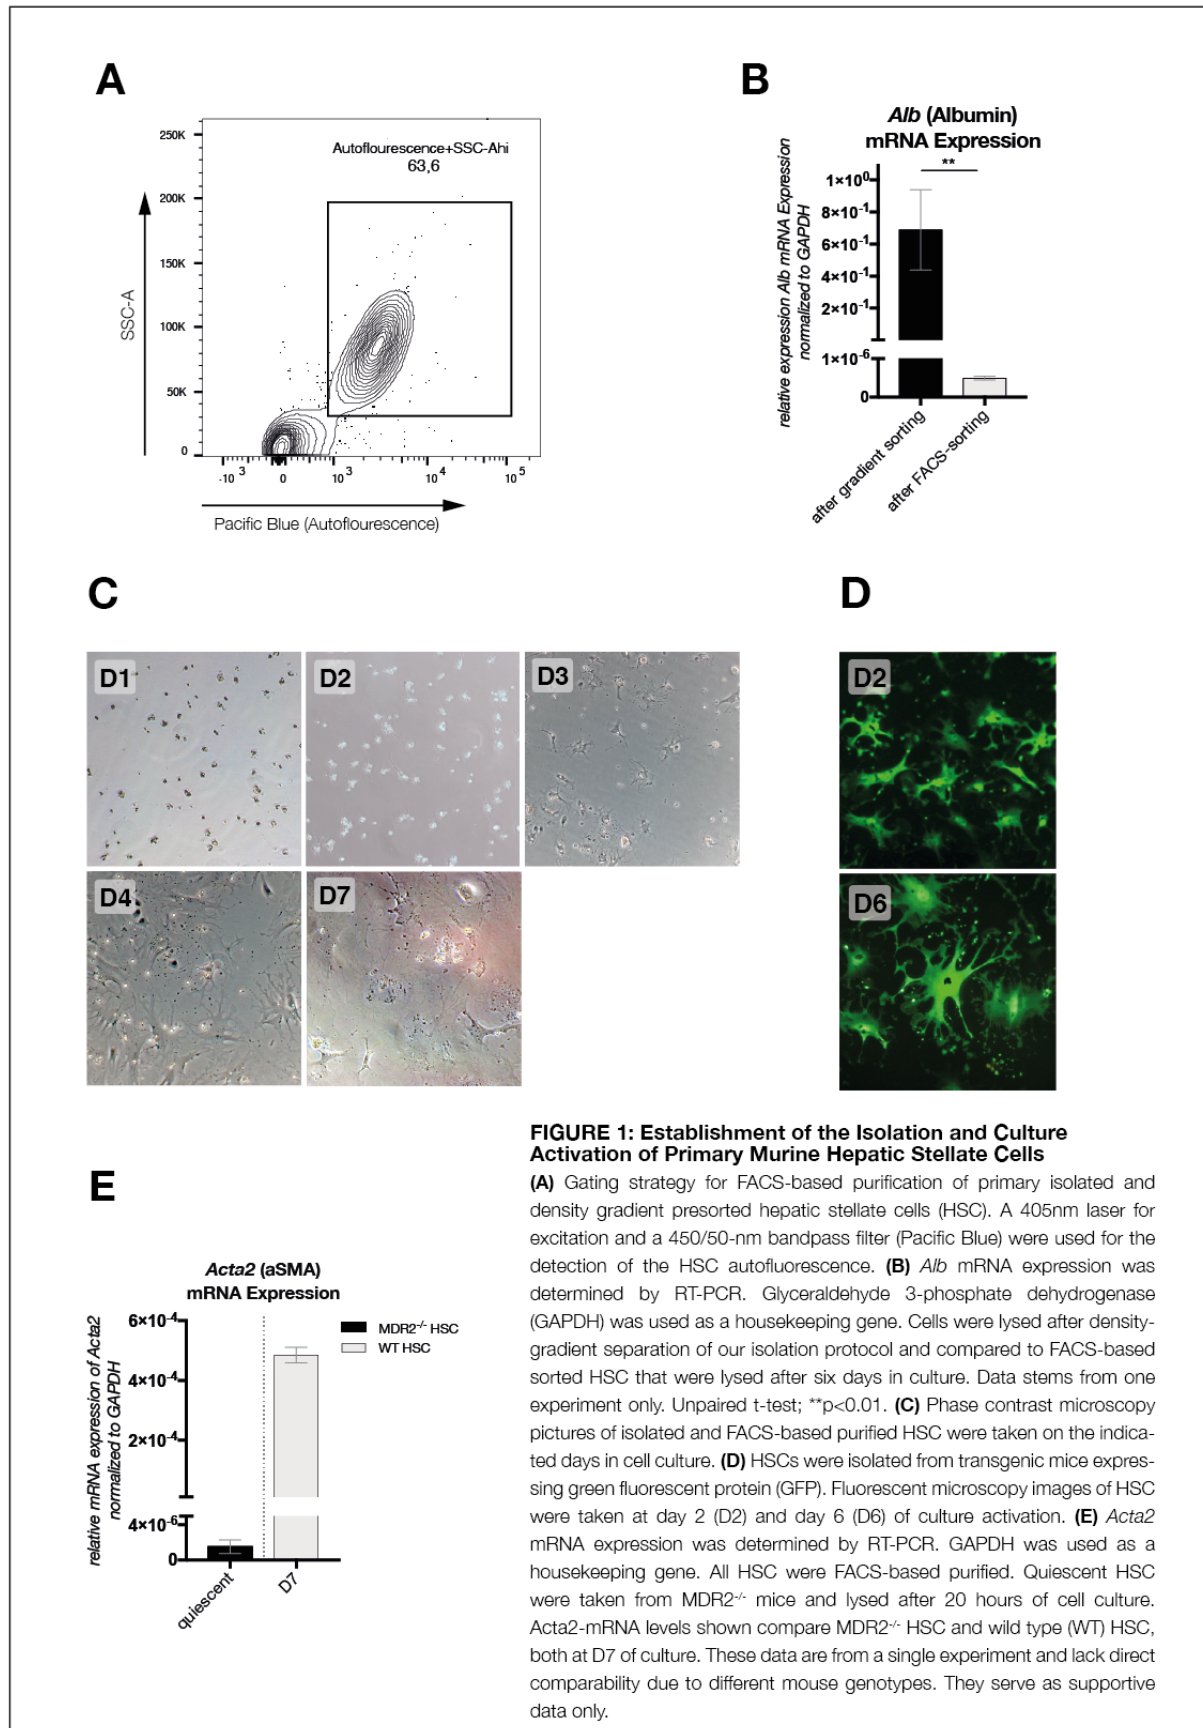 A
Autoflourescence+SSC-Ahi
63,6
250K
200K
150K
100K
50K
0
SSC-A
-10 3
0
10 3
10 4
10 5
Pacific Blue (Autoflourescence)
B
Alb (Albumin)
mRNA Expression
**
1×10⁰
8×10⁻¹
6×10⁻¹
4×10⁻¹
2×10⁻¹
1×10⁻⁶
0
relative expression Alb mRNA Expression
normalized to GAPDH
after gradient sorting
after FACS-sorting
C
D1
D2
D3
D4
D7
D
D2
D6
E
Acta2 (aSMA)
mRNA Expression
6×10⁻⁴
4×10⁻⁴
2×10⁻⁴
4×10⁻⁶
0
relative mRNA expression of Acta2
normalized to GAPDH
quiescent
D7
MDR2⁻/⁻ HSC
WT HSC
FIGURE 1: Establishment of the Isolation and Culture
Activation of Primary Murine Hepatic Stellate Cells
(A) Gating strategy for FACS-based purification of primary isolated and
density gradient presorted hepatic stellate cells (HSC). A 405nm laser for
excitation and a 450/50-nm bandpass filter (Pacific Blue) were used for the
detection of the HSC autofluorescence. (B) Alb mRNA expression was
determined by RT-PCR. Glyceraldehyde 3-phosphate dehydrogenase
(GAPDH) was used as a housekeeping gene. Cells were lysed after density-
gradient separation of our isolation protocol and compared to FACS-based
sorted HSC that were lysed after six days in culture. Data stems from one
experiment only. Unpaired t-test; **p<0.01. (C) Phase contrast microscopy
pictures of isolated and FACS-based purified HSC were taken on the indica-
ted days in cell culture. (D) HSCs were isolated from transgenic mice expres-
sing green fluorescent protein (GFP). Fluorescent microscopy images of HSC
were taken at day 2 (D2) and day 6 (D6) of culture activation. (E) Acta2
mRNA expression was determined by RT-PCR. GAPDH was used as a
housekeeping gene. All HSC were FACS-based purified. Quiescent HSC
were taken from MDR2⁻/⁻ mice and lysed after 20 hours of cell culture.
Acta2-mRNA levels shown compare MDR2⁻/⁻ HSC and wild type (WT) HSC,
both at D7 of culture. These data are from a single experiment and lack direct
comparability due to different mouse genotypes. They serve as supportive
data only.